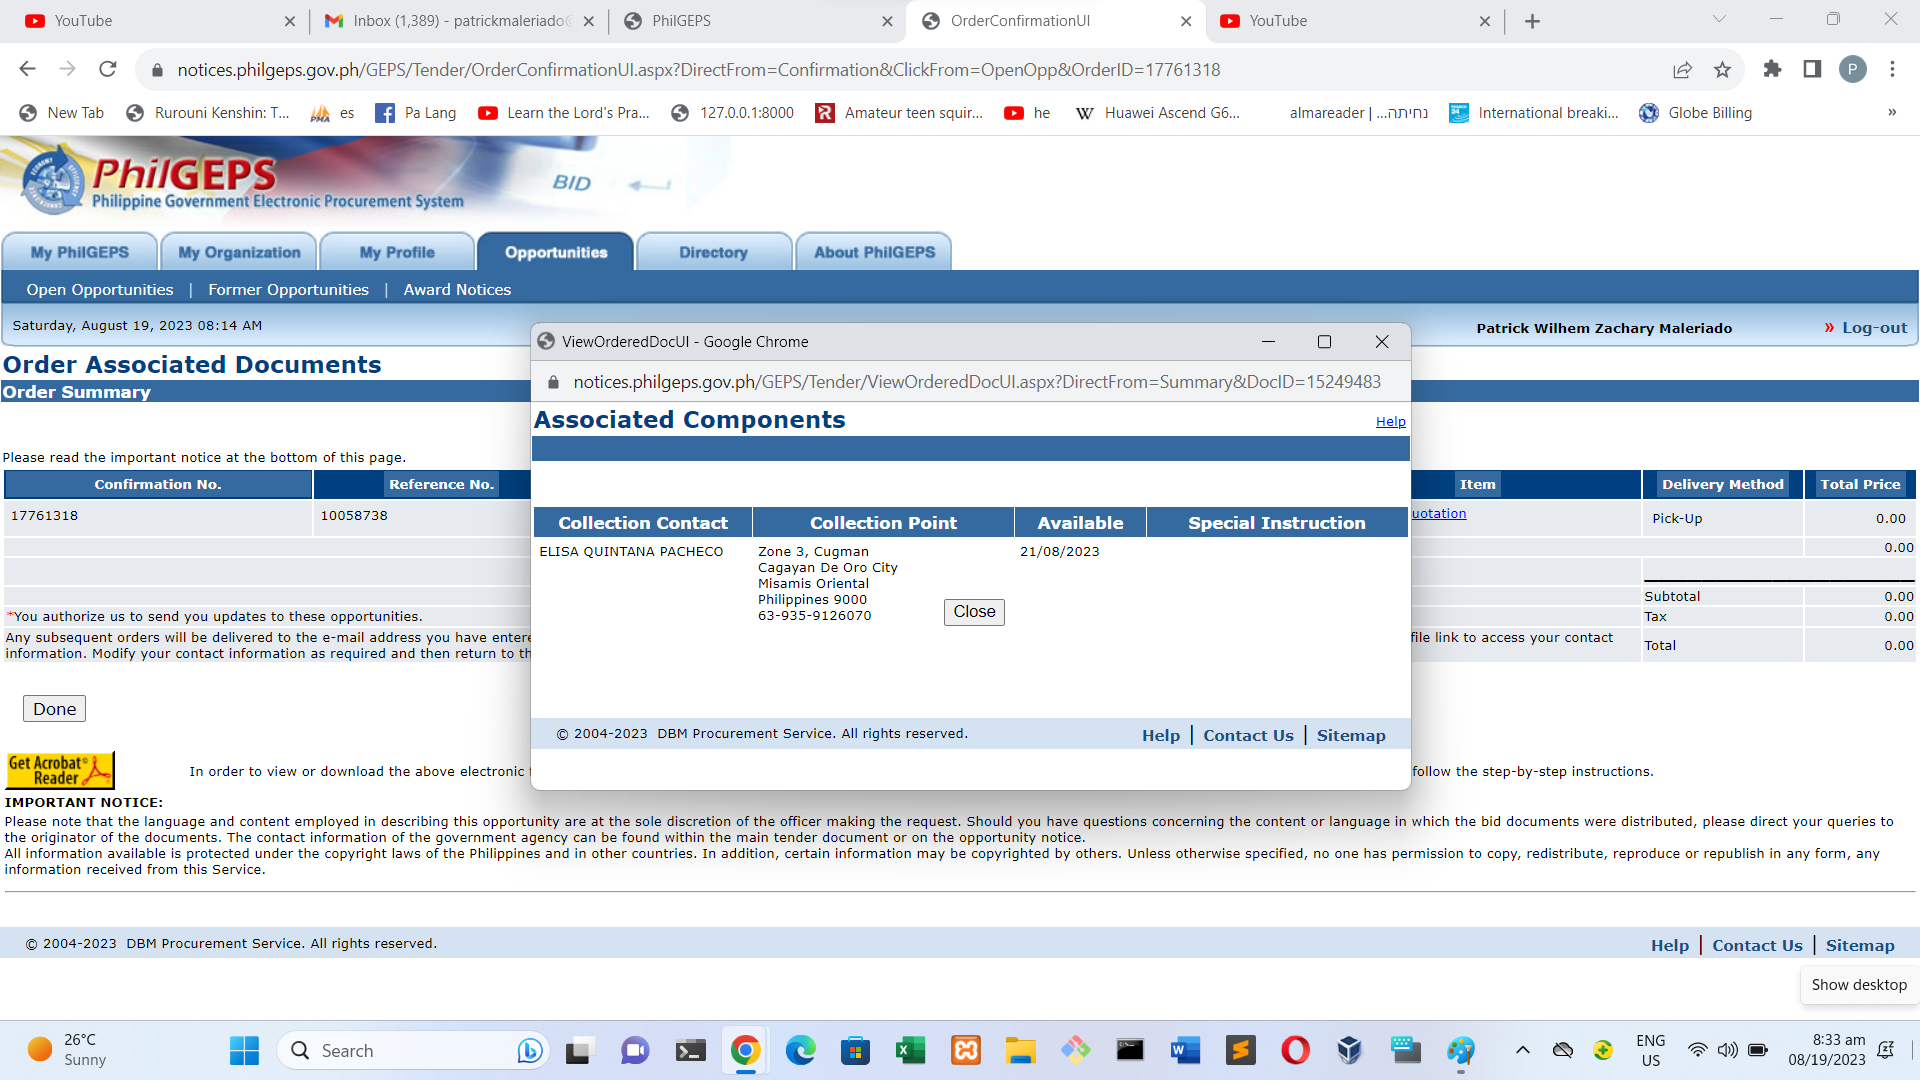 YouTube
Inbox (1,389) - patrickmaleriado
PhilGEPS
OrderConfirmationUI
YouTube
notices.philgeps.gov.ph/GEPS/Tender/OrderConfirmationUI.aspx?DirectFrom=Confirmation&ClickFrom=OpenOpp&OrderID=17761318
P
New Tab
Rurouni Kenshin: T...
PMA
es
Pa Lang
Learn the Lord's Pra...
127.0.0.1:8000
Amateur teen squir...
he
W
Huawei Ascend G6...
almareader | ...נחיתה
International breaki...
Globe Billing
»
PhilGEPS
Philippine Government Electronic Procurement System
BID
My PhilGEPS
My Organization
My Profile
Opportunities
Directory
About PhilGEPS
Open Opportunities | Former Opportunities | Award Notices
Saturday, August 19, 2023 08:14 AM
Patrick Wilhem Zachary Maleriado
» Log-out
Order Associated Documents
Order Summary
Please read the important notice at the bottom of this page.
Confirmation No.
Reference No.
Item
Delivery Method
Total Price
17761318
10058738
uotation
Pick-Up
0.00
0.00
Subtotal
0.00
*You authorize us to send you updates to these opportunities.
Tax
0.00
Any subsequent orders will be delivered to the e-mail address you have entere
file link to access your contact
information. Modify your contact information as required and then return to th
Total
0.00
Done
ViewOrderedDocUI - Google Chrome
notices.philgeps.gov.ph/GEPS/Tender/ViewOrderedDocUI.aspx?DirectFrom=Summary&DocID=15249483
Associated Components
Help
Collection Contact
Collection Point
Available
Special Instruction
ELISA QUINTANA PACHECO
Zone 3, Cugman
21/08/2023
Cagayan De Oro City
Misamis Oriental
Philippines 9000
63-935-9126070
Close
© 2004-2023 DBM Procurement Service. All rights reserved.
Help | Contact Us | Sitemap
Get Acrobat®
Reader
In order to view or download the above electronic
follow the step-by-step instructions.
IMPORTANT NOTICE:
Please note that the language and content employed in describing this opportunity are at the sole discretion of the officer making the request. Should you have questions concerning the content or language in which the bid documents were distributed, please direct your queries to
the originator of the documents. The contact information of the government agency can be found within the main tender document or on the opportunity notice.
All information available is protected under the copyright laws of the Philippines and in other countries. In addition, certain information may be copyrighted by others. Unless otherwise specified, no one has permission to copy, redistribute, reproduce or republish in any form, any
information received from this Service.
© 2004-2023 DBM Procurement Service. All rights reserved.
Help | Contact Us | Sitemap
Show desktop
26°C
Sunny
Search
ENG
US
8:33 am
08/19/2023